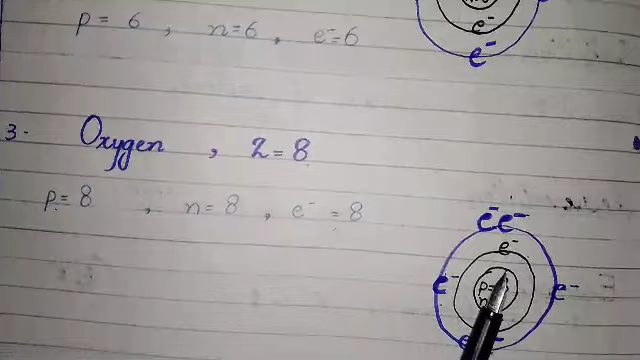 p = 6 , n=6 , e⁻=6
e⁻
e⁻
3- Oxygen , Z = 8
p = 8 , n = 8 , e⁻ = 8
e⁻e⁻
e⁻
e⁻ e⁻
p=